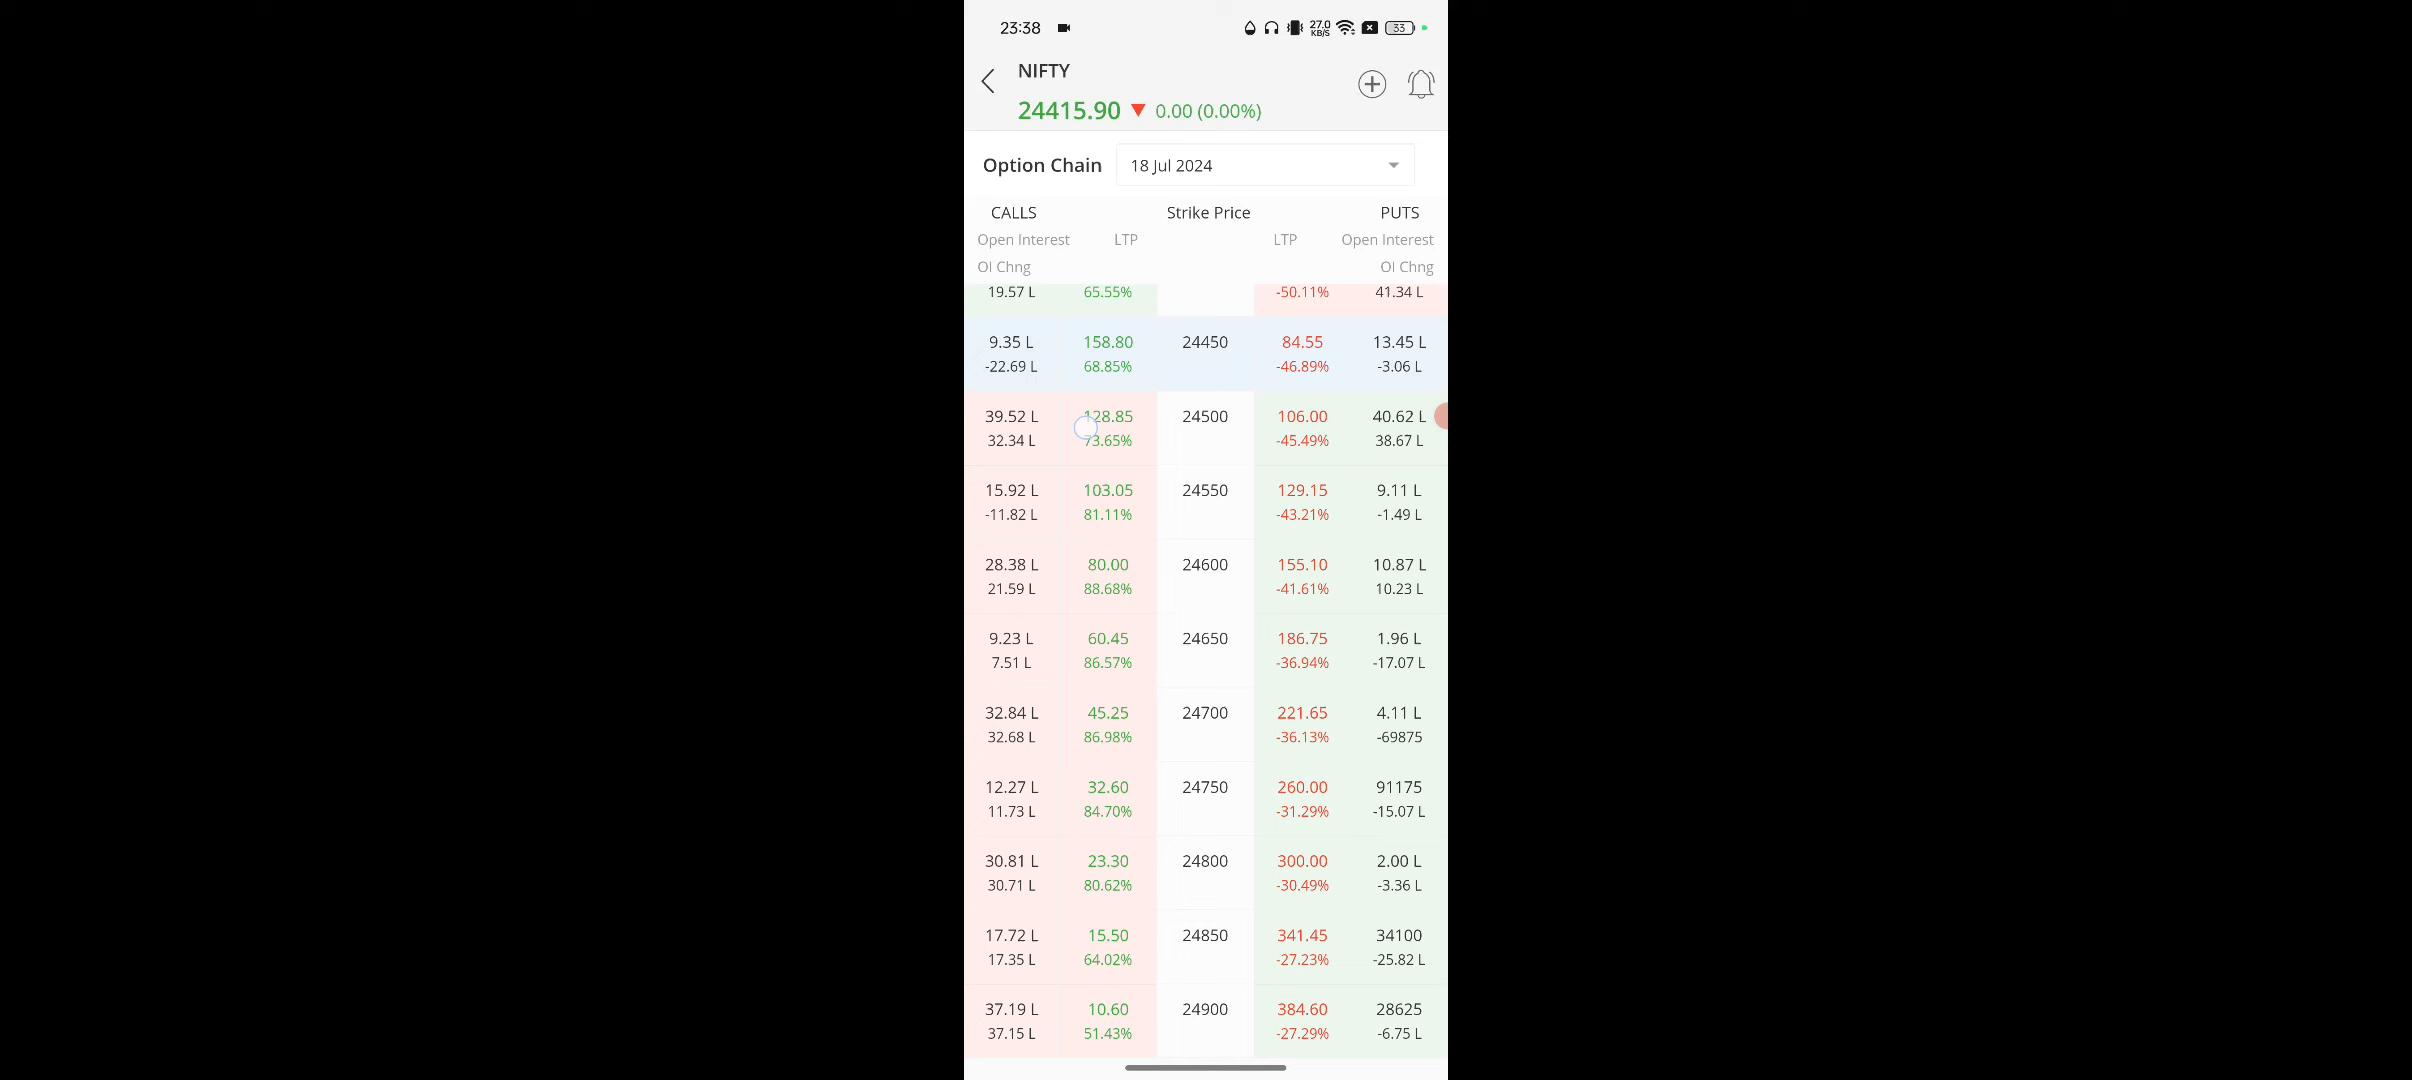 23:38 27.0 KB/S 33
NIFTY
24415.90 0.00 (0.00%)
Option Chain 18 Jul 2024
CALLS Strike Price PUTS
Open Interest LTP LTP Open Interest
OI Chng OI Chng
19.57 L 65.55% -50.11% 41.34 L
9.35 L 158.80 24450 84.55 13.45 L
-22.69 L 68.85% -46.89% -3.06 L
39.52 L 128.85 24500 106.00 40.62 L
32.34 L 73.65% -45.49% 38.67 L
15.92 L 103.05 24550 129.15 9.11 L
-11.82 L 81.11% -43.21% -1.49 L
28.38 L 80.00 24600 155.10 10.87 L
21.59 L 88.68% -41.61% 10.23 L
9.23 L 60.45 24650 186.75 1.96 L
7.51 L 86.57% -36.94% -17.07 L
32.84 L 45.25 24700 221.65 4.11 L
32.68 L 86.98% -36.13% -69875
12.27 L 32.60 24750 260.00 91175
11.73 L 84.70% -31.29% -15.07 L
30.81 L 23.30 24800 300.00 2.00 L
30.71 L 80.62% -30.49% -3.36 L
17.72 L 15.50 24850 341.45 34100
17.35 L 64.02% -27.23% -25.82 L
37.19 L 10.60 24900 384.60 28625
37.15 L 51.43% -27.29% -6.75 L